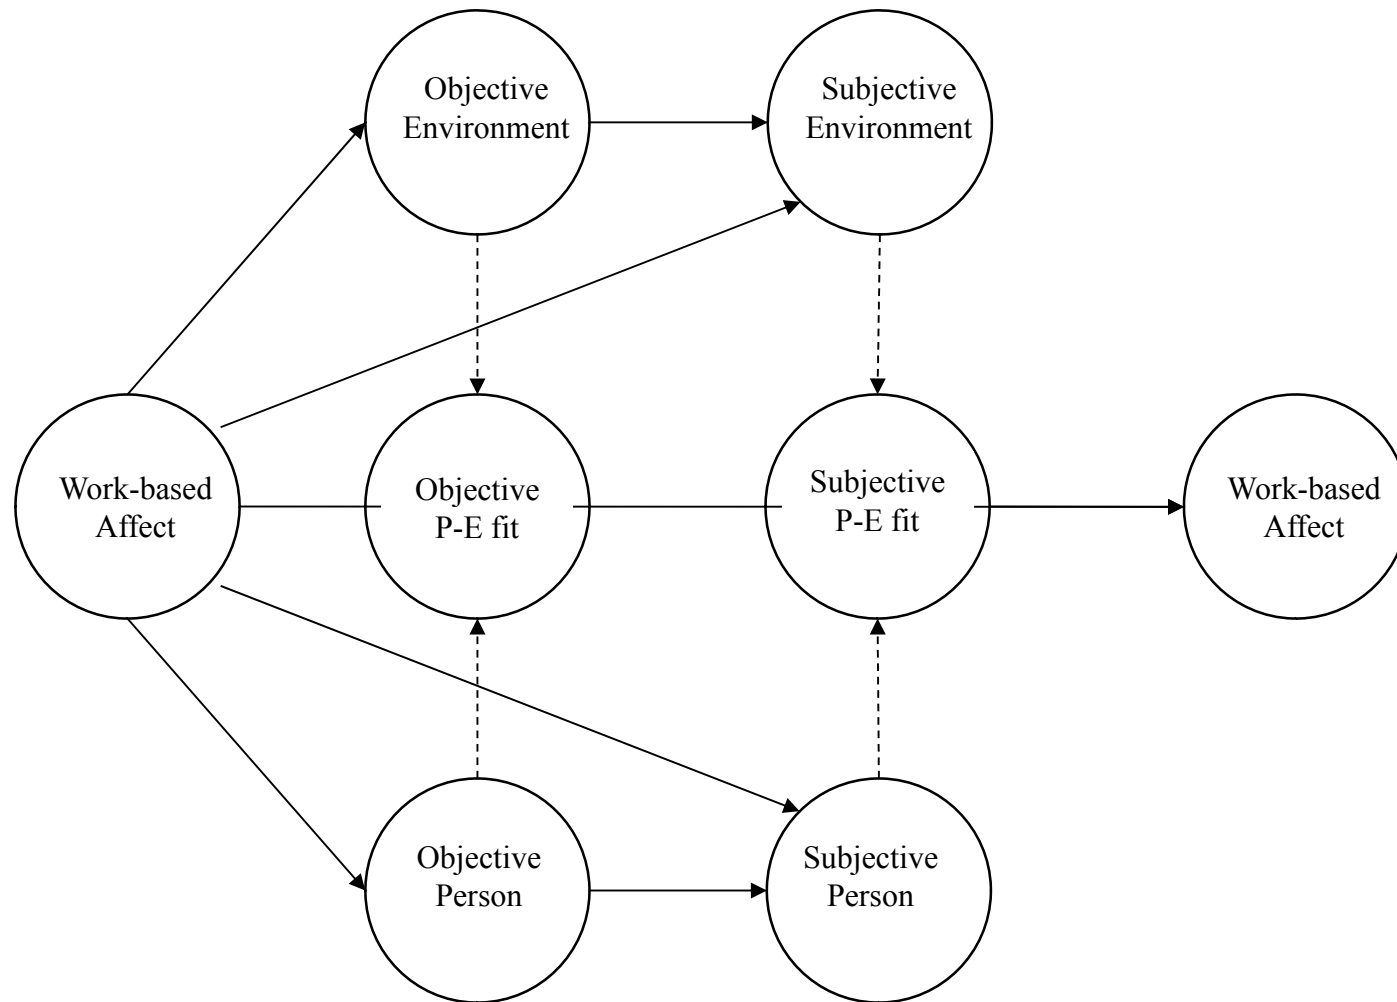 Objective
Environment
Subjective
Environment
Work-based
Affect
Objective
P-E fit
Subjective
P-E fit
Work-based
Affect
Objective
Person
Subjective
Person